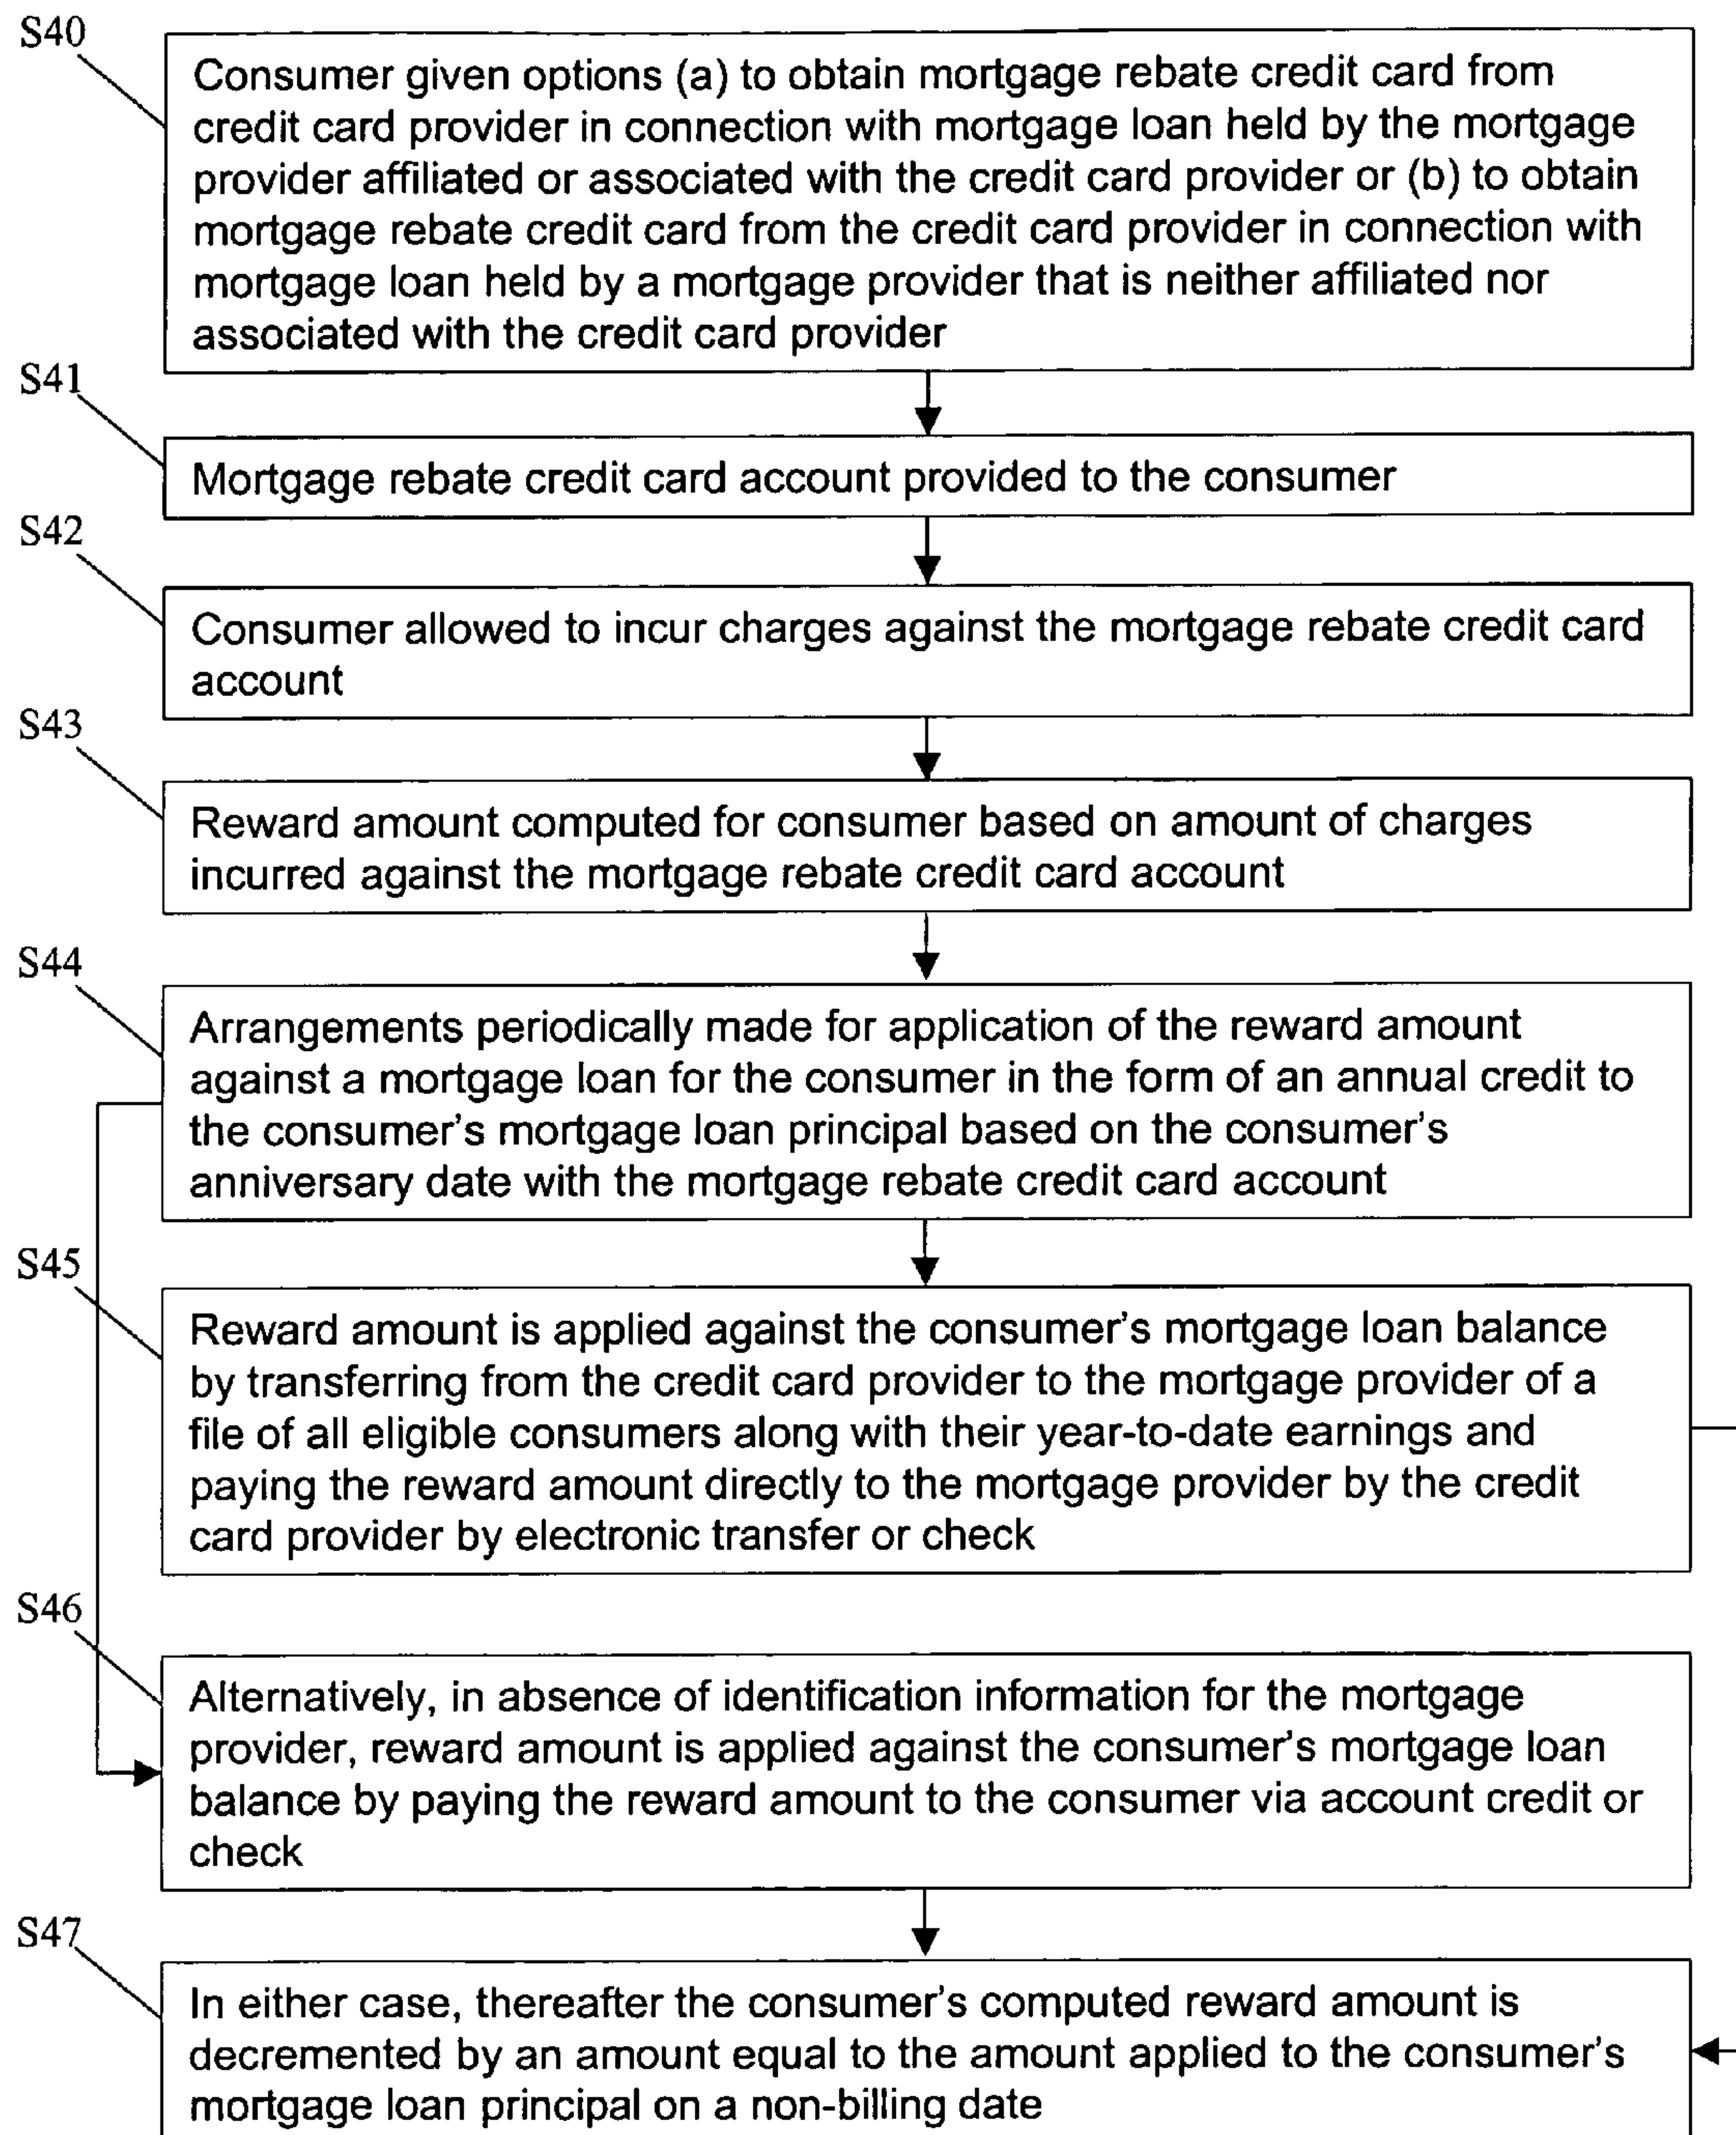 S40
Consumer given options (a) to obtain mortgage rebate credit card from
credit card provider in connection with mortgage loan held by the mortgage
provider affiliated or associated with the credit card provider or (b) to obtain
mortgage rebate credit card from the credit card provider in connection with
mortgage loan held by a mortgage provider that is neither affiliated nor
associated with the credit card provider
S41
Mortgage rebate credit card account provided to the consumer
S42
Consumer allowed to incur charges against the mortgage rebate credit card
account
S43
Reward amount computed for consumer based on amount of charges
incurred against the mortgage rebate credit card account
S44
Arrangements periodically made for application of the reward amount
against a mortgage loan for the consumer in the form of an annual credit to
the consumer's mortgage loan principal based on the consumer's
anniversary date with the mortgage rebate credit card account
S45
Reward amount is applied against the consumer's mortgage loan balance
by transferring from the credit card provider to the mortgage provider of a
file of all eligible consumers along with their year-to-date earnings and
paying the reward amount directly to the mortgage provider by the credit
card provider by electronic transfer or check
S46
Alternatively, in absence of identification information for the mortgage
provider, reward amount is applied against the consumer's mortgage loan
balance by paying the reward amount to the consumer via account credit or
check
S47
In either case, thereafter the consumer's computed reward amount is
decremented by an amount equal to the amount applied to the consumer's
mortgage loan principal on a non-billing date